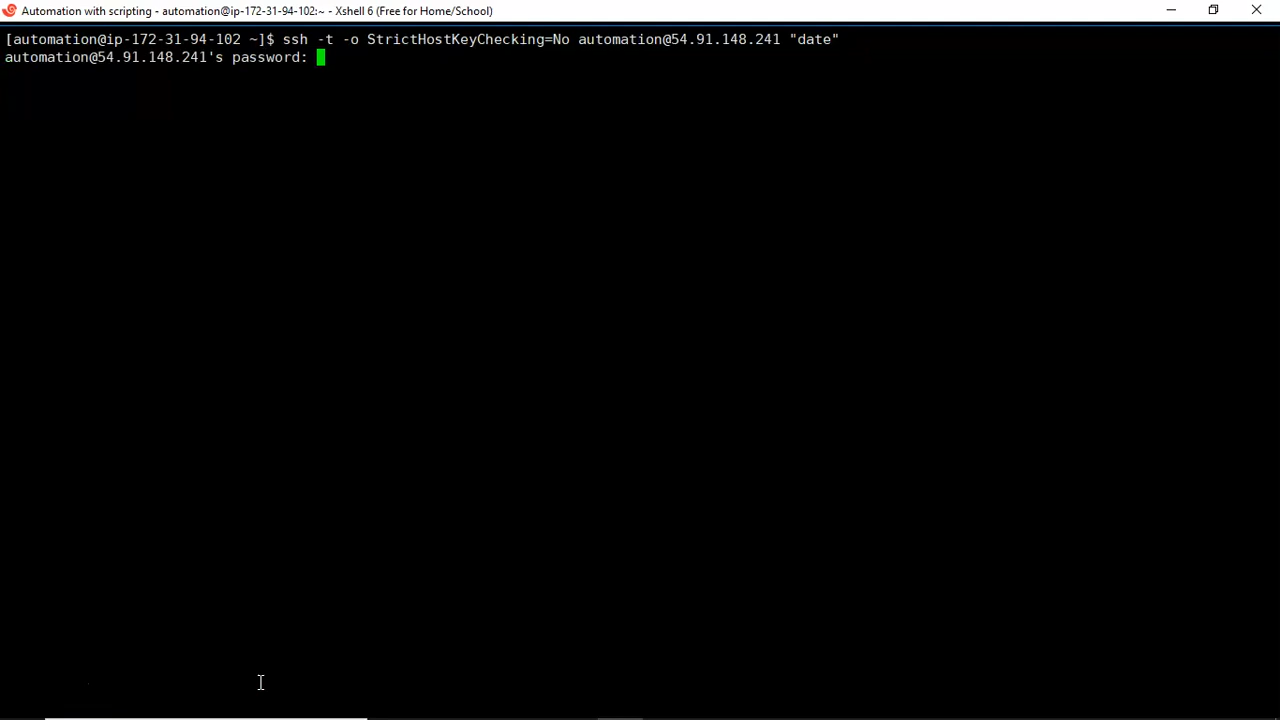 Automation with scripting - automation@ip-172-31-94-102:~ - Xshell 6 (Free for Home/School)
[automation@ip-172-31-94-102 ~]$ ssh -t -o StrictHostKeyChecking=No automation@54.91.148.241 "date"
automation@54.91.148.241's password: